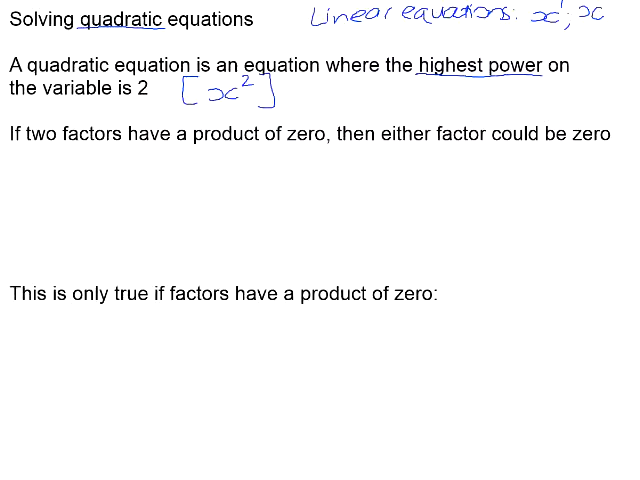 Solving quadratic equations Linear equations: x¹; x
A quadratic equation is an equation where the highest power on
the variable is 2 [x²]
If two factors have a product of zero, then either factor could be zero
This is only true if factors have a product of zero: